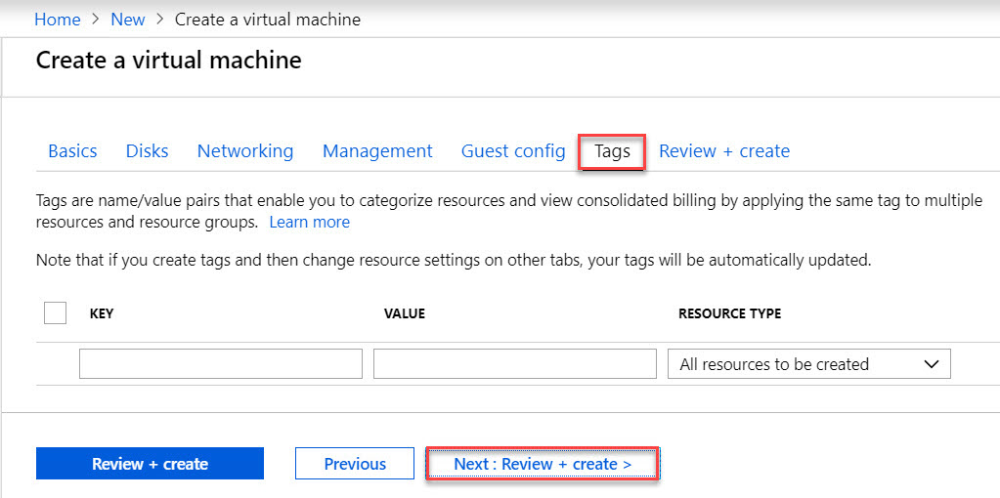 Home > New > Create a virtual machine
Create a virtual machine
Basics Disks Networking Management Guest config Tags Review + create
Tags are name/value pairs that enable you to categorize resources and view consolidated billing by applying the same tag to multiple
resources and resource groups. Learn more
Note that if you create tags and then change resource settings on other tabs, your tags will be automatically updated.
KEY VALUE RESOURCE TYPE
All resources to be created
Review + create Previous Next : Review + create >